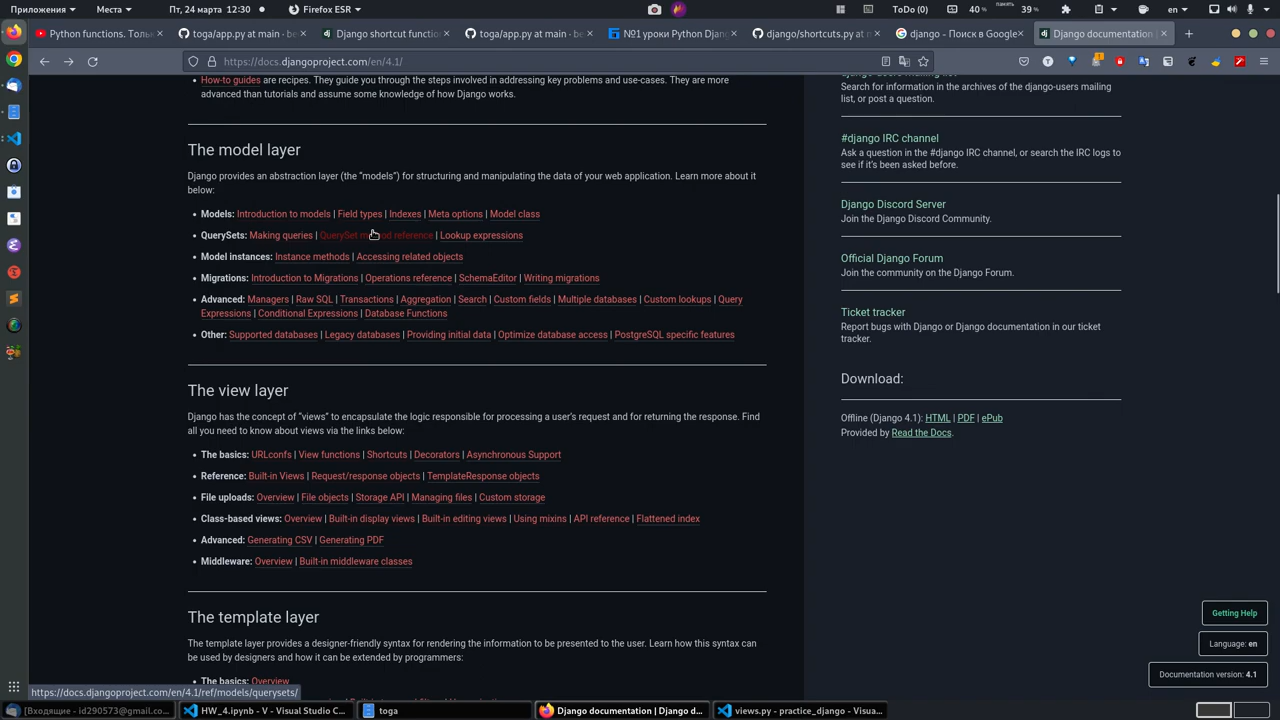 Приложения
Места
Пт, 24 марта 12:30
Firefox ESR
ToDo (0)
40 %
память
39 %
en
Python functions. Тольк
toga/app.py at main · be
Django shortcut function
toga/app.py at main · be
№1 уроки Python Django
django/shortcuts.py at m
django - Поиск в Google
Django documentation |
https://docs.djangoproject.com/en/4.1/
How-to guides are recipes. They guide you through the steps involved in addressing key problems and use-cases. They are more
advanced than tutorials and assume some knowledge of how Django works.
The model layer
Django provides an abstraction layer (the “models”) for structuring and manipulating the data of your web application. Learn more about it
below:
• Models: Introduction to models | Field types | Indexes | Meta options | Model class
• QuerySets: Making queries | QuerySet method reference | Lookup expressions
• Model instances: Instance methods | Accessing related objects
• Migrations: Introduction to Migrations | Operations reference | SchemaEditor | Writing migrations
• Advanced: Managers | Raw SQL | Transactions | Aggregation | Search | Custom fields | Multiple databases | Custom lookups | Query
Expressions | Conditional Expressions | Database Functions
• Other: Supported databases | Legacy databases | Providing initial data | Optimize database access | PostgreSQL specific features
The view layer
Django has the concept of “views” to encapsulate the logic responsible for processing a user’s request and for returning the response. Find
all you need to know about views via the links below:
• The basics: URLconfs | View functions | Shortcuts | Decorators | Asynchronous Support
• Reference: Built-in Views | Request/response objects | TemplateResponse objects
• File uploads: Overview | File objects | Storage API | Managing files | Custom storage
• Class-based views: Overview | Built-in display views | Built-in editing views | Using mixins | API reference | Flattened index
• Advanced: Generating CSV | Generating PDF
• Middleware: Overview | Built-in middleware classes
The template layer
The template layer provides a designer-friendly syntax for rendering the information to be presented to the user. Learn how this syntax can
be used by designers and how it can be extended by programmers:
• The basics: Overview
Search for information in the archives of the django-users mailing
list, or post a question.
#django IRC channel
Ask a question in the #django IRC channel, or search the IRC logs to
see if it’s been asked before.
Django Discord Server
Join the Django Discord Community.
Official Django Forum
Join the community on the Django Forum.
Ticket tracker
Report bugs with Django or Django documentation in our ticket
tracker.
Download:
Offline (Django 4.1): HTML | PDF | ePub
Provided by Read the Docs.
Getting Help
Language: en
Documentation version: 4.1
https://docs.djangoproject.com/en/4.1/ref/models/querysets/
[Входящие - id290573@gmail.co...
HW_4.ipynb - V - Visual Studio C...
toga
Django documentation | Django d...
views.py - practice_django - Visua...